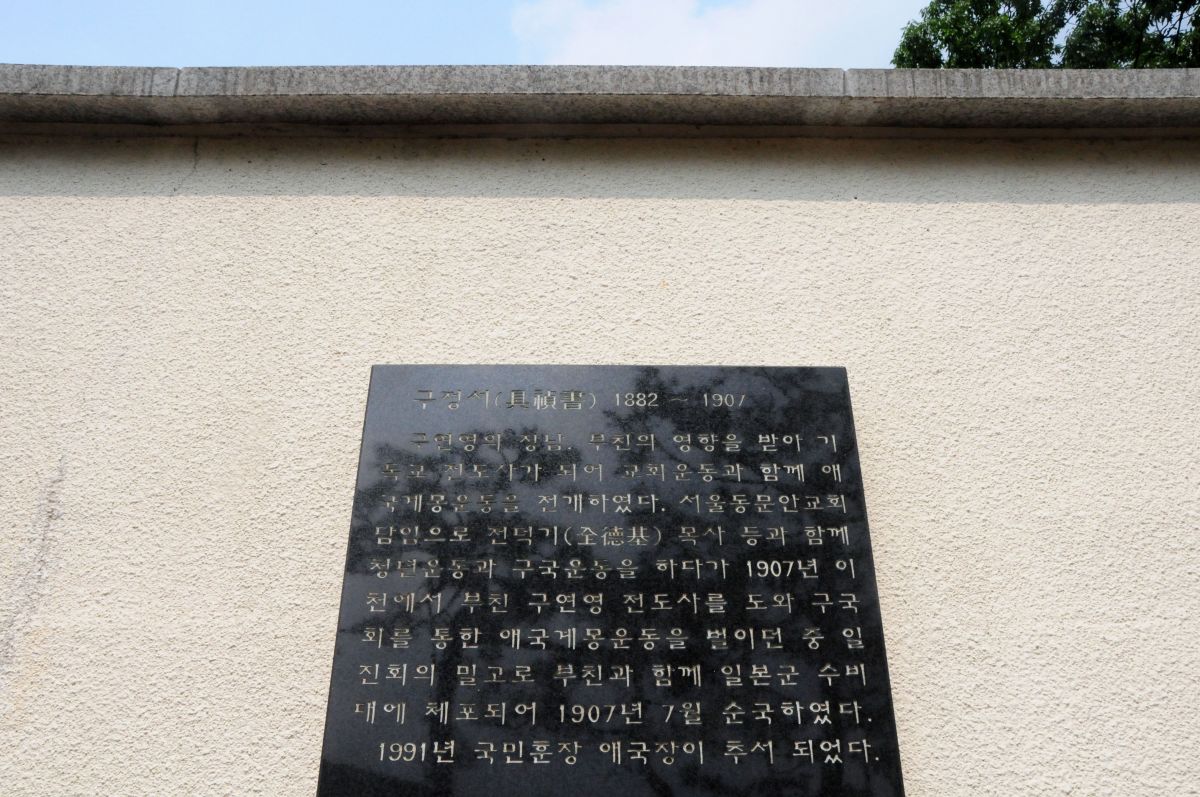 구정서(具禎書) 1882 ~ 1907
구연영의 장남. 부친의 영향을 받아 기
독교 전도사가 되어 교회운동과 함께 애
국계몽운동을 전개하였다. 서울동문안교회
담임으로 전덕기(全德基) 목사 등과 함께
청년운동과 구국운동을 하다가 1907년 이
천에서 부친 구연영 전도사를 도와 구국
회를 통한 애국계몽운동을 벌이던 중 일
진회의 밀고로 부친과 함께 일본군 수비
대에 체포되어 1907년 7월 순국하였다.
1991년 국민훈장 애국장이 추서 되었다.